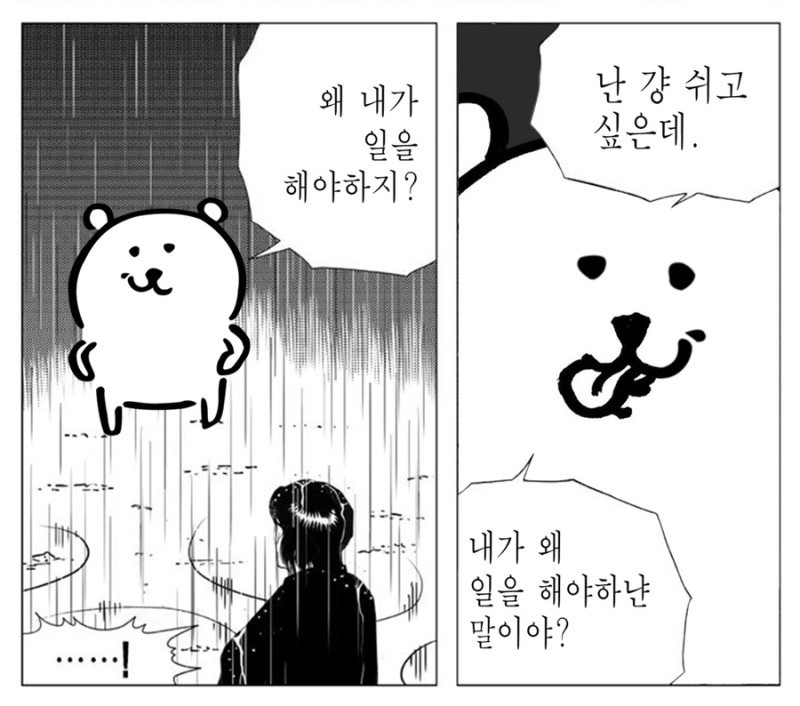 왜 내가
일을
해야하지?
……!
난 걍 쉬고
싶은데.
내가 왜
일을 해야하냔
말이야?